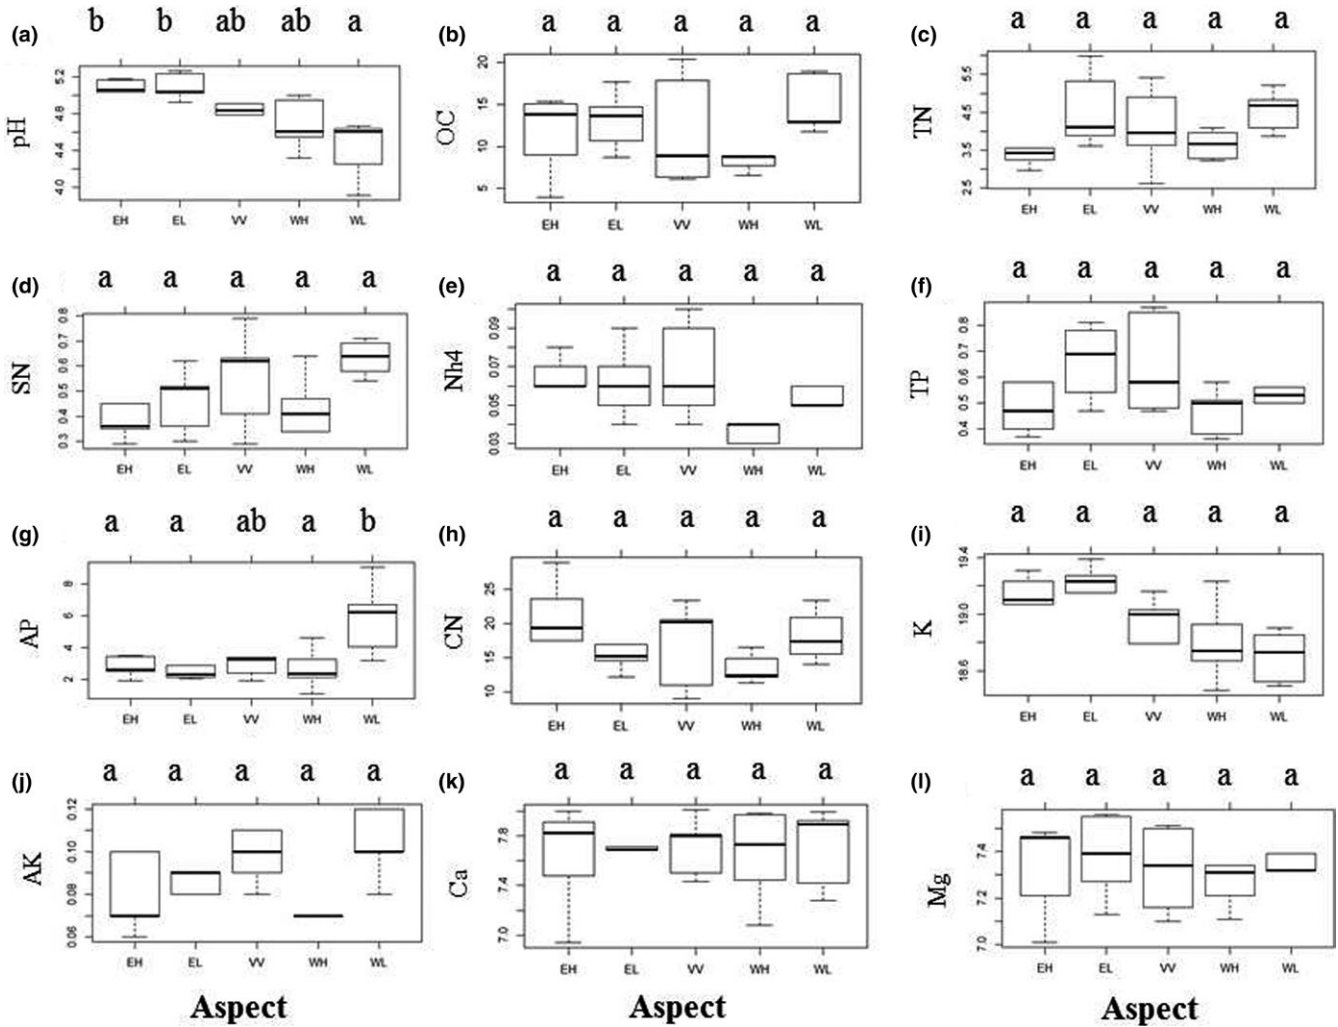 (a) b b ab ab a
pH
5.2
4.8
4.4
4.0
EH EL VV WH WL
(b) a a a a a
OC
20
15
10
5
EH EL VV WH WL
(c) a a a a a
TN
5.5
4.5
3.5
2.5
EH EL VV WH WL
(d) a a a a a
SN
0.8
0.7
0.6
0.5
0.4
0.3
EH EL VV WH WL
(e) a a a a a
Nh4
0.09
0.07
0.05
0.03
EH EL VV WH WL
(f) a a a a a
TP
0.8
0.7
0.6
0.5
0.4
EH EL VV WH WL
(g) a a ab a b
AP
8
6
4
2
EH EL VV WH WL
(h) a a a a a
CN
25
20
15
10
EH EL VV WH WL
(i) a a a a a
K
19.4
19.0
18.6
EH EL VV WH WL
(j) a a a a a
AK
0.12
0.10
0.08
0.06
EH EL VV WH WL
Aspect
(k) a a a a a
Ca
7.8
7.4
7.0
EH EL VV WH WL
Aspect
(l) a a a a a
Mg
7.4
7.2
7.0
EH EL VV WH WL
Aspect